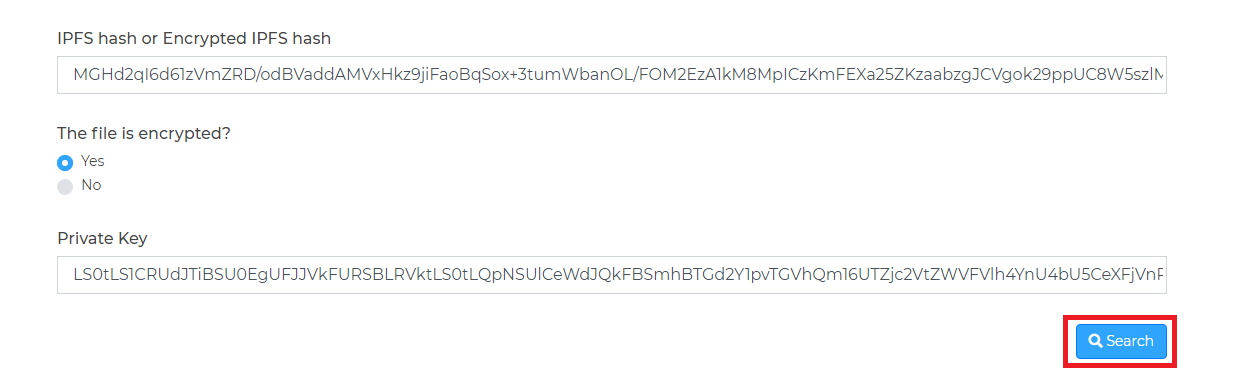 IPFS hash or Encrypted IPFS hash
MGHd2qI6d61zVmZRD/odBVaddAMVxHkz9jiFaoBqSox+3tumWbanOL/FOM2EzA1kM8MpICzKmFEXa25ZKzaabzgJCVgok29ppUC8W5szlM
The file is encrypted?
Yes
No
Private Key
LS0tLS1CRUdJTiBSU0EgUFJJVkFURSBLRVktLS0tLQpNSUlCeWdJQkFBSmhBTGd2Y1pvTGVhQm16UTZjc2VtZWVFVlh4YnU4bU5CeXFjVnF
Search